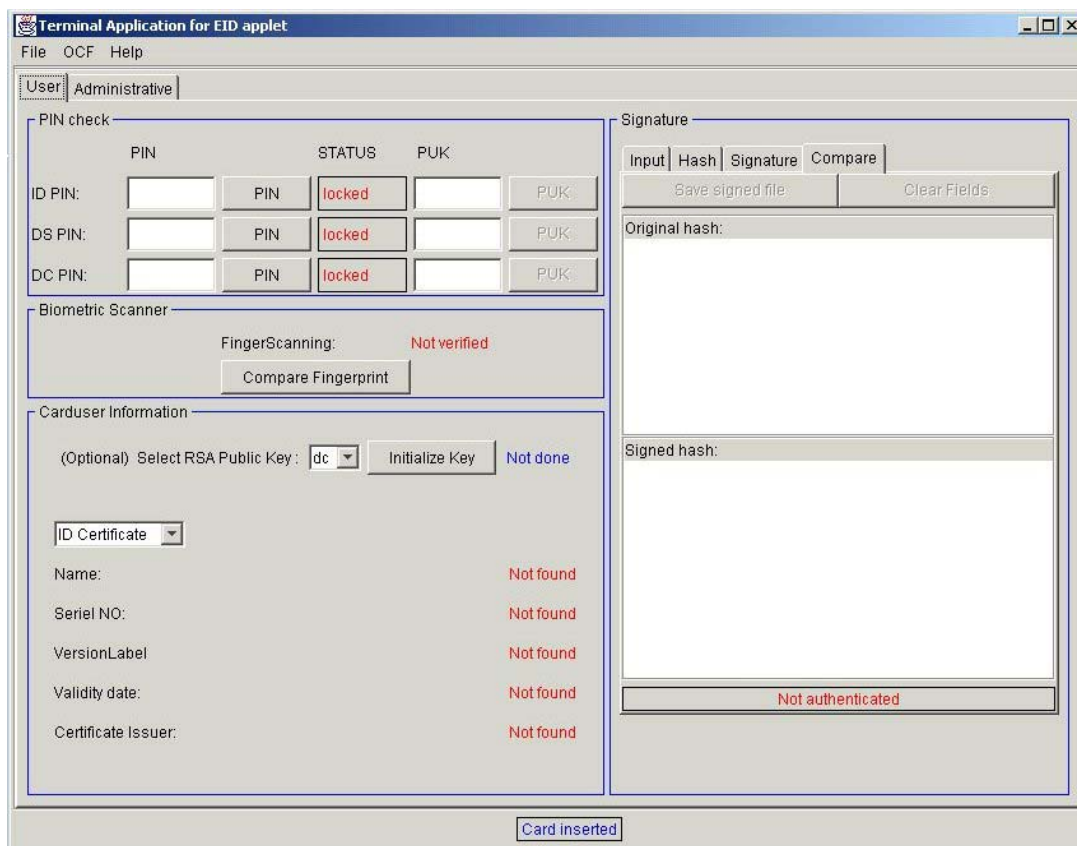 Terminal Application for EID applet
File OCF Help
User Administrative
PIN check
PIN STATUS PUK
ID PIN: PIN locked PUK
DS PIN: PIN locked PUK
DC PIN: PIN locked PUK
Biometric Scanner
FingerScanning: Not verified
Compare Fingerprint
Carduser Information
(Optional) Select RSA Public Key : dc Initialize Key Not done
ID Certificate
Name: Not found
Seriel NO: Not found
VersionLabel Not found
Validity date: Not found
Certificate Issuer: Not found
Signature
Input Hash Signature Compare
Save signed file Clear Fields
Original hash:
Signed hash:
Not authenticated
Card inserted